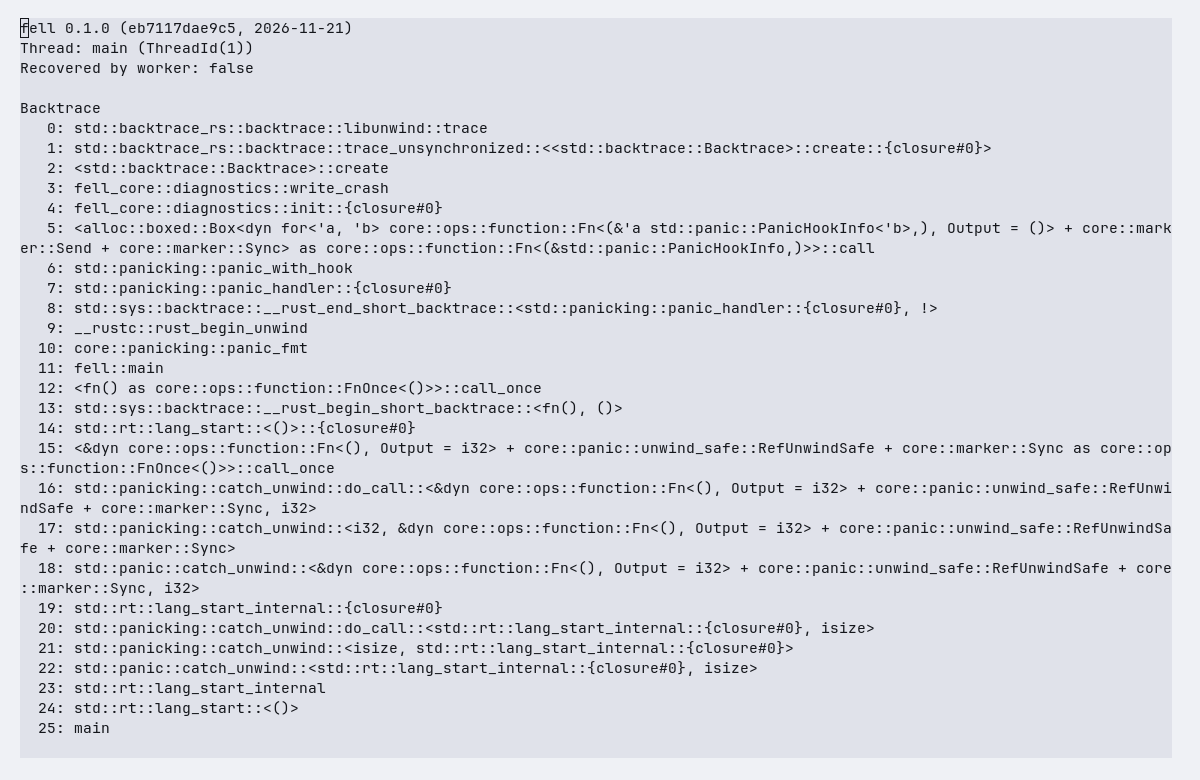 fell 0.1.0 (eb7117dae9c5, 2026-11-21)
Thread: main (ThreadId(1))
Recovered by worker: false

Backtrace
   0: std::backtrace_rs::backtrace::libunwind::trace
   1: std::backtrace_rs::backtrace::trace_unsynchronized::<<std::backtrace::Backtrace>::create::{closure#0}>
   2: <std::backtrace::Backtrace>::create
   3: fell_core::diagnostics::write_crash
   4: fell_core::diagnostics::init::{closure#0}
   5: <alloc::boxed::Box<dyn for<'a, 'b> core::ops::function::Fn<(&'a std::panic::PanicHookInfo<'b>,), Output = ()> + core::mark
er::Send + core::marker::Sync> as core::ops::function::Fn<(&std::panic::PanicHookInfo,)>>::call
   6: std::panicking::panic_with_hook
   7: std::panicking::panic_handler::{closure#0}
   8: std::sys::backtrace::__rust_end_short_backtrace::<std::panicking::panic_handler::{closure#0}, !>
   9: __rustc::rust_begin_unwind
  10: core::panicking::panic_fmt
  11: fell::main
  12: <fn() as core::ops::function::FnOnce<()>>::call_once
  13: std::sys::backtrace::__rust_begin_short_backtrace::<fn(), ()>
  14: std::rt::lang_start::<()>::{closure#0}
  15: <&dyn core::ops::function::Fn<(), Output = i32> + core::panic::unwind_safe::RefUnwindSafe + core::marker::Sync as core::op
s::function::FnOnce<()>>::call_once
  16: std::panicking::catch_unwind::do_call::<&dyn core::ops::function::Fn<(), Output = i32> + core::panic::unwind_safe::RefUnwi
ndSafe + core::marker::Sync, i32>
  17: std::panicking::catch_unwind::<i32, &dyn core::ops::function::Fn<(), Output = i32> + core::panic::unwind_safe::RefUnwindSa
fe + core::marker::Sync>
  18: std::panic::catch_unwind::<&dyn core::ops::function::Fn<(), Output = i32> + core::panic::unwind_safe::RefUnwindSafe + core
::marker::Sync, i32>
  19: std::rt::lang_start_internal::{closure#0}
  20: std::panicking::catch_unwind::do_call::<std::rt::lang_start_internal::{closure#0}, isize>
  21: std::panicking::catch_unwind::<isize, std::rt::lang_start_internal::{closure#0}>
  22: std::panic::catch_unwind::<std::rt::lang_start_internal::{closure#0}, isize>
  23: std::rt::lang_start_internal
  24: std::rt::lang_start::<()>
  25: main